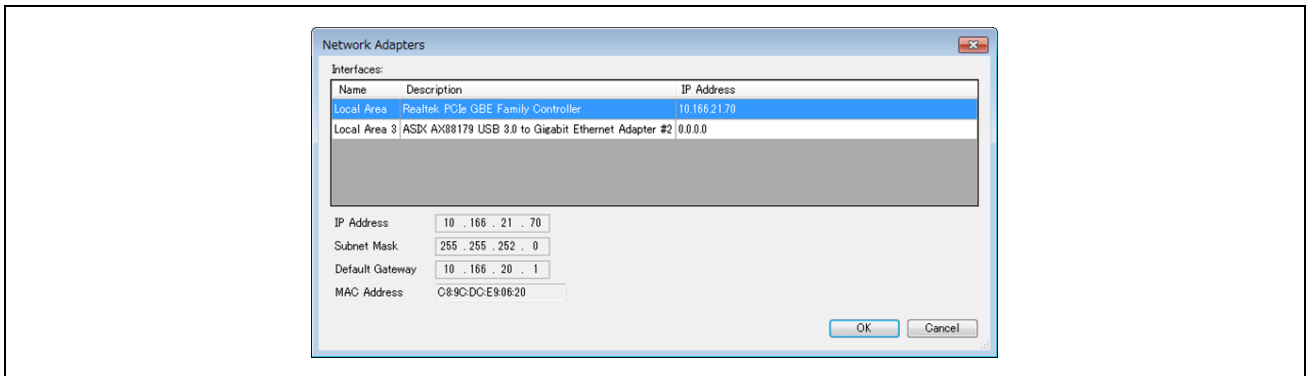 Network Adapters
Interfaces:
Name Description IP Address
Local Area Realtek PCIe GBE Family Controller 10.166.21.70
Local Area 3 ASIX AX88179 USB 3.0 to Gigabit Ethernet Adapter #2 0.0.0.0
IP Address 10 . 166 . 21 . 70
Subnet Mask 255 . 255 . 252 . 0
Default Gateway 10 . 166 . 20 . 1
MAC Address C8:9C:DC:E9:06:20
OK Cancel